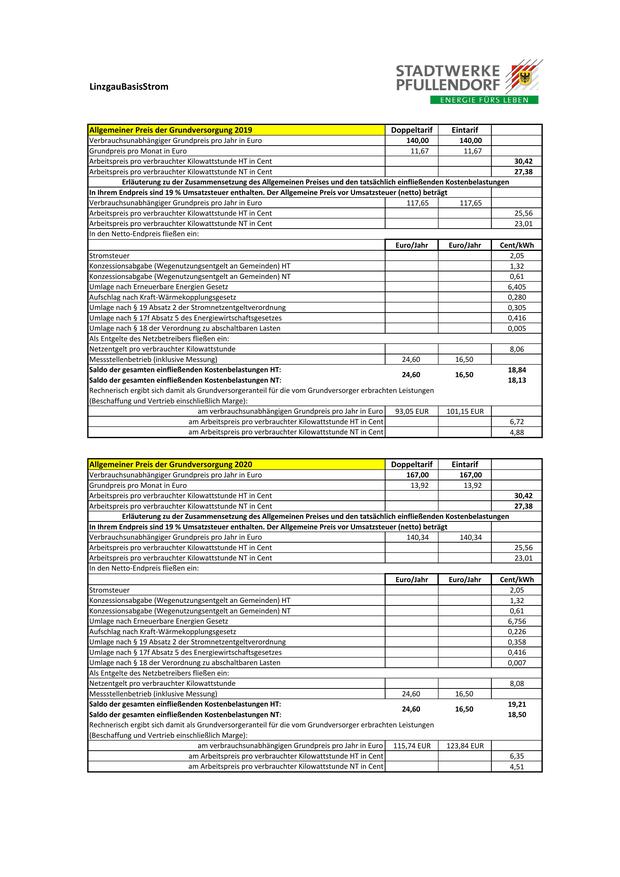 LinzgauBasisStrom
STADTWERKE
PFULLENDORF
ENERGIE FÜRS LEBEN
Allgemeiner Preis der Grundversorgung 2019 Doppeltarif Eintarif
Verbrauchsunabhängiger Grundpreis pro Jahr in Euro 140,00 140,00
Grundpreis pro Monat in Euro 11,67 11,67
Arbeitspreis pro verbrauchter Kilowattstunde HT in Cent 30,42
Arbeitspreis pro verbrauchter Kilowattstunde NT in Cent 27,38
Erläuterung zu der Zusammensetzung des Allgemeinen Preises und den tatsächlich einfließenden Kostenbelastungen
In Ihrem Endpreis sind 19 % Umsatzsteuer enthalten. Der Allgemeine Preis vor Umsatzsteuer (netto) beträgt
Verbrauchsunabhängiger Grundpreis pro Jahr in Euro 117,65 117,65
Arbeitspreis pro verbrauchter Kilowattstunde HT in Cent 25,56
Arbeitspreis pro verbrauchter Kilowattstunde NT in Cent 23,01
In den Netto-Endpreis fließen ein:
Euro/Jahr Euro/Jahr Cent/kWh
Stromsteuer 2,05
Konzessionsabgabe (Wegenutzungsentgelt an Gemeinden) HT 1,32
Konzessionsabgabe (Wegenutzungsentgelt an Gemeinden) NT 0,61
Umlage nach Erneuerbare Energien Gesetz 6,405
Aufschlag nach Kraft-Wärmekopplungsgesetz 0,280
Umlage nach § 19 Absatz 2 der Stromnetzentgeltverordnung 0,305
Umlage nach § 17f Absatz 5 des Energiewirtschaftsgesetzes 0,416
Umlage nach § 18 der Verordnung zu abschaltbaren Lasten 0,005
Als Entgelte des Netzbetreibers fließen ein:
Netzentgelt pro verbrauchter Kilowattstunde 8,06
Messstellenbetrieb (inklusive Messung) 24,60 16,50
Saldo der gesamten einfließenden Kostenbelastungen HT: 18,84
24,60 16,50
Saldo der gesamten einfließenden Kostenbelastungen NT: 18,13
Rechnerisch ergibt sich damit als Grundversorgeranteil für die vom Grundversorger erbrachten Leistungen
(Beschaffung und Vertrieb einschließlich Marge):
am verbrauchsunabhängigen Grundpreis pro Jahr in Euro 93,05 EUR 101,15 EUR
am Arbeitspreis pro verbrauchter Kilowattstunde HT in Cent 6,72
am Arbeitspreis pro verbrauchter Kilowattstunde NT in Cent 4,88
Allgemeiner Preis der Grundversorgung 2020 Doppeltarif Eintarif
Verbrauchsunabhängiger Grundpreis pro Jahr in Euro 167,00 167,00
Grundpreis pro Monat in Euro 13,92 13,92
Arbeitspreis pro verbrauchter Kilowattstunde HT in Cent 30,42
Arbeitspreis pro verbrauchter Kilowattstunde NT in Cent 27,38
Erläuterung zu der Zusammensetzung des Allgemeinen Preises und den tatsächlich einfließenden Kostenbelastungen
In Ihrem Endpreis sind 19 % Umsatzsteuer enthalten. Der Allgemeine Preis vor Umsatzsteuer (netto) beträgt
Verbrauchsunabhängiger Grundpreis pro Jahr in Euro 140,34 140,34
Arbeitspreis pro verbrauchter Kilowattstunde HT in Cent 25,56
Arbeitspreis pro verbrauchter Kilowattstunde NT in Cent 23,01
In den Netto-Endpreis fließen ein:
Euro/Jahr Euro/Jahr Cent/kWh
Stromsteuer 2,05
Konzessionsabgabe (Wegenutzungsentgelt an Gemeinden) HT 1,32
Konzessionsabgabe (Wegenutzungsentgelt an Gemeinden) NT 0,61
Umlage nach Erneuerbare Energien Gesetz 6,756
Aufschlag nach Kraft-Wärmekopplungsgesetz 0,226
Umlage nach § 19 Absatz 2 der Stromnetzentgeltverordnung 0,358
Umlage nach § 17f Absatz 5 des Energiewirtschaftsgesetzes 0,416
Umlage nach § 18 der Verordnung zu abschaltbaren Lasten 0,007
Als Entgelte des Netzbetreibers fließen ein:
Netzentgelt pro verbrauchter Kilowattstunde 8,08
Messstellenbetrieb (inklusive Messung) 24,60 16,50
Saldo der gesamten einfließenden Kostenbelastungen HT: 19,21
24,60 16,50
Saldo der gesamten einfließenden Kostenbelastungen NT: 18,50
Rechnerisch ergibt sich damit als Grundversorgeranteil für die vom Grundversorger erbrachten Leistungen
(Beschaffung und Vertrieb einschließlich Marge):
am verbrauchsunabhängigen Grundpreis pro Jahr in Euro 115,74 EUR 123,84 EUR
am Arbeitspreis pro verbrauchter Kilowattstunde HT in Cent 6,35
am Arbeitspreis pro verbrauchter Kilowattstunde NT in Cent 4,51